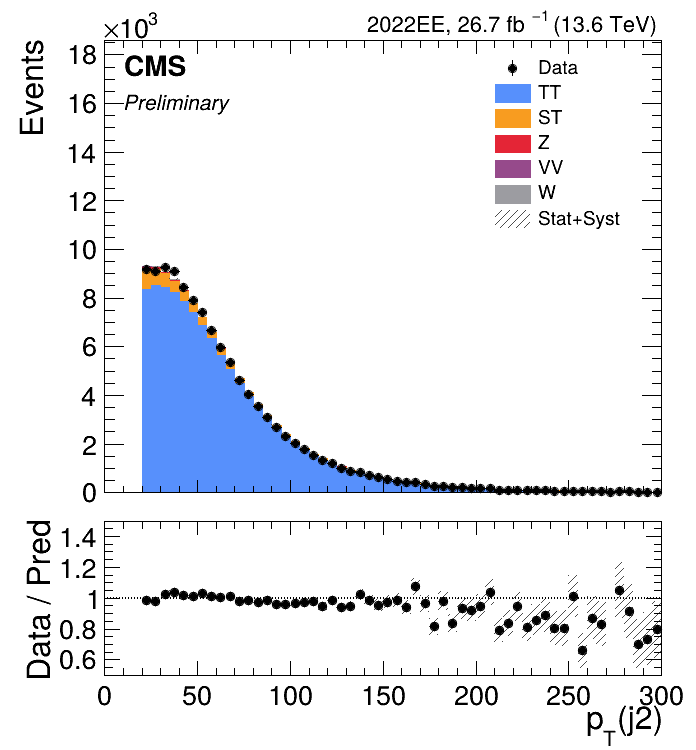 ×10³
2022EE, 26.7 fb⁻¹ (13.6 TeV)
Events
18
16
14
12
10
8
6
4
2
0
CMS
Preliminary
Data
TT
ST
Z
VV
W
Stat+Syst
Data / Pred
1.4
1.2
1
0.8
0.6
0
50
100
150
200
250
300
p_T(j2)